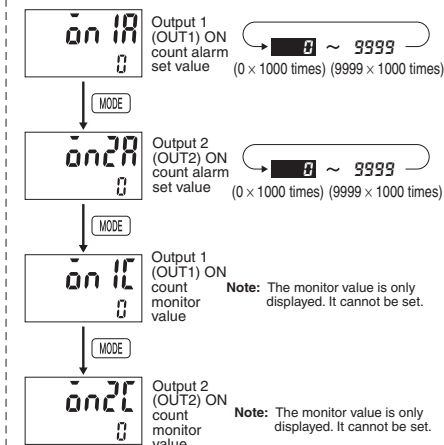 on1A
0
Output 1
(OUT1) ON
count alarm
set value
0 ~ 9999
(0 × 1000 times) (9999 × 1000 times)
MODE
on2A
0
Output 2
(OUT2) ON
count alarm
set value
0 ~ 9999
(0 × 1000 times) (9999 × 1000 times)
MODE
on1C
0
Output 1
(OUT1) ON
count
monitor
value
Note: The monitor value is only
displayed. It cannot be set.
MODE
on2C
0
Output 2
(OUT2) ON
count
monitor
value
Note: The monitor value is only
displayed. It cannot be set.